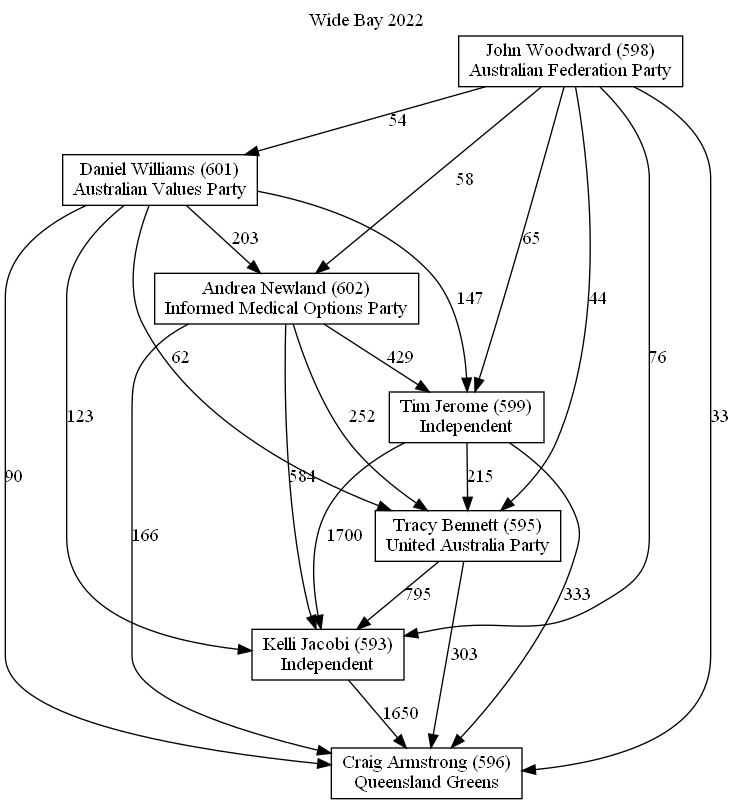 Wide Bay 2022
John Woodward (598)
Australian Federation Party
54
Daniel Williams (601)
Australian Values Party
58
203
65
Andrea Newland (602)
Informed Medical Options Party
147
44
62
429
76
123
Tim Jerome (599)
Independent
252
33
90
584
215
166
Tracy Bennett (595)
United Australia Party
1700
795
333
Kelli Jacobi (593)
Independent
303
1650
Craig Armstrong (596)
Queensland Greens